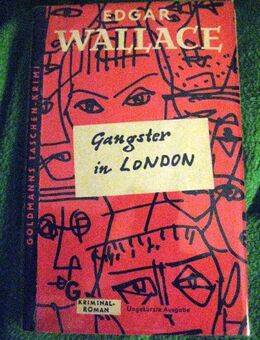 EDGAR
WALLACE
GOLDMANNS TASCHEN-KRIMI
Gangster
in LONDON
G
KRIMINAL-
ROMAN
Ungekürzte Ausgabe